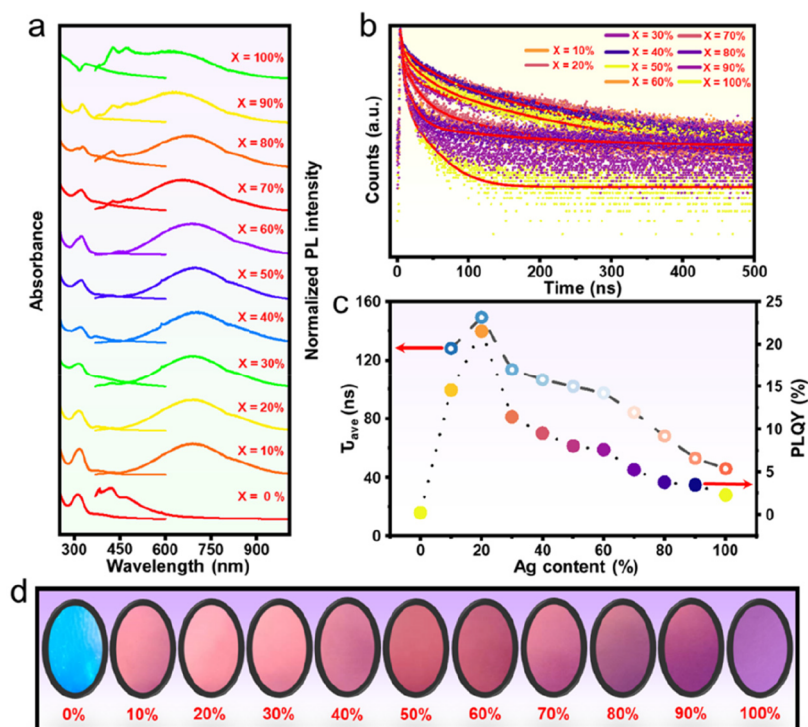 a
X = 100%
X = 90%
X = 80%
X = 70%
X = 60%
X = 50%
X = 40%
X = 30%
X = 20%
X = 10%
X = 0 %
Absorbance
Normalized PL intensity
250 450 600 750 900
Wavelength (nm)
b
X = 10%
X = 20%
X = 30%
X = 40%
X = 50%
X = 60%
X = 70%
X = 80%
X = 90%
X = 100%
Counts (a.u.)
0 100 200 300 400 500
Time (ns)
c
160
120
80
40
0
τave (ns)
25
20
15
10
5
0
PLQY (%)
0 20 40 60 80 100
Ag content (%)
d
0% 10% 20% 30% 40% 50% 60% 70% 80% 90% 100%